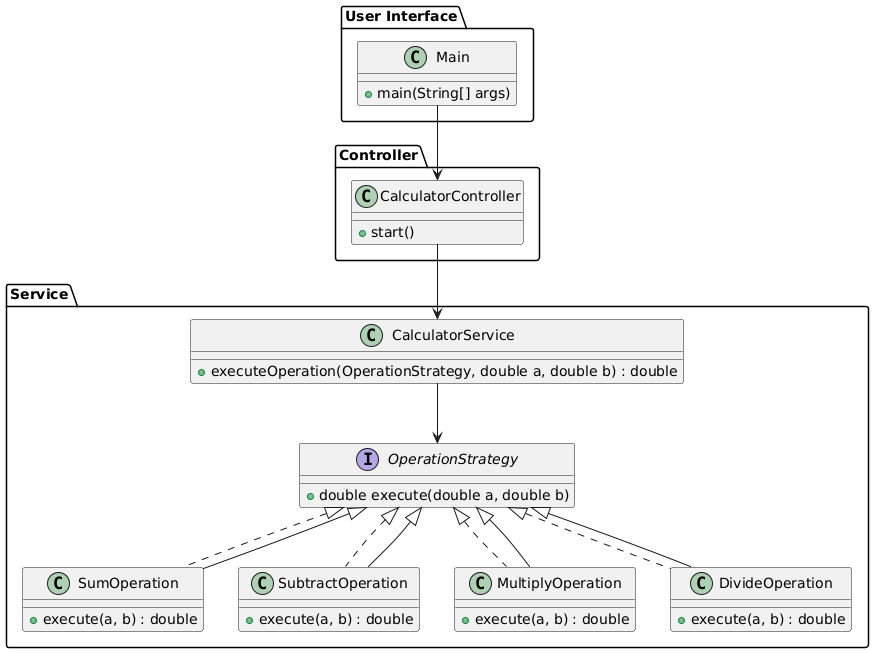 User Interface
C Main
main(String[] args)
Controller
C CalculatorController
start()
Service
C CalculatorService
executeOperation(OperationStrategy, double a, double b) : double
I OperationStrategy
double execute(double a, double b)
C SumOperation
execute(a, b) : double
C SubtractOperation
execute(a, b) : double
C MultiplyOperation
execute(a, b) : double
C DivideOperation
execute(a, b) : double